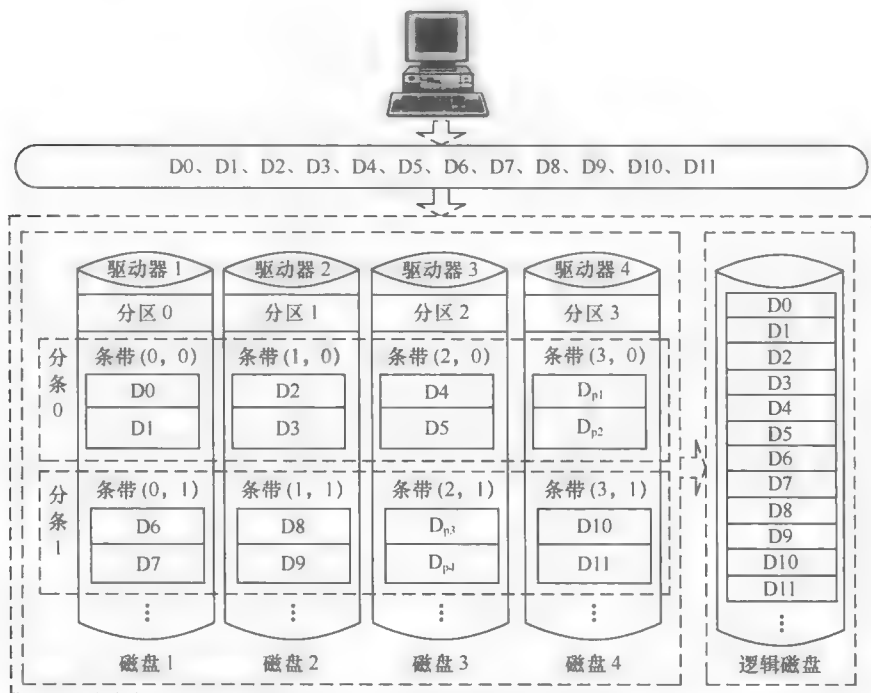 D0、D1、D2、D3、D4、D5、D6、D7、D8、D9、D10、D11
驱动器1 驱动器2 驱动器3 驱动器4
分区0 分区1 分区2 分区3
分条0
条带(0, 0) 条带(1, 0) 条带(2, 0) 条带(3, 0)
D0 D2 D4 Dp1
D1 D3 D5 Dp2
分条1
条带(0, 1) 条带(1, 1) 条带(2, 1) 条带(3, 1)
D6 D8 Dp3 D10
D7 D9 Dp4 D11
⋮ ⋮ ⋮ ⋮
磁盘1 磁盘2 磁盘3 磁盘4
D0
D1
D2
D3
D4
D5
D6
D7
D8
D9
D10
D11
⋮
逻辑磁盘